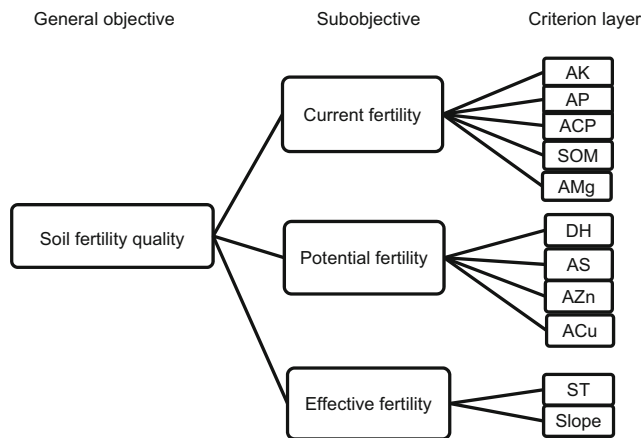 General objective
Subobjective
Criterion layer
Soil fertility quality
Current fertility
AK
AP
ACP
SOM
AMg
Potential fertility
DH
AS
AZn
ACu
Effective fertility
ST
Slope